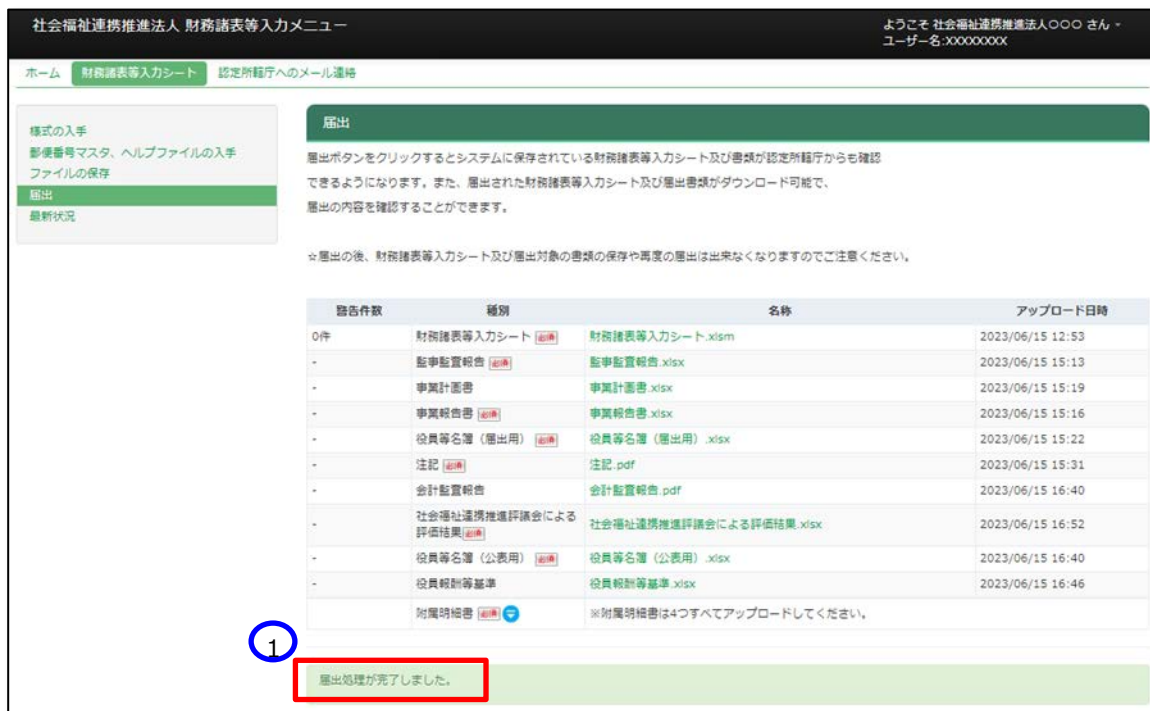 社会福祉連携推進法人 財務諸表等入力メニュー
ようこそ 社会福祉連携推進法人〇〇〇 さん
ユーザー名:XXXXXXXX
ホーム 財務諸表等入力シート 認定所轄庁へのメール連絡
様式の入手
郵便番号マスタ、ヘルプファイルの入手
ファイルの保存
届出
最新状況
届出
届出ボタンをクリックするとシステムに保存されている財務諸表等入力シート及び書類が認定所轄庁からも確認
できるようになります。また、届出された財務諸表等入力シート及び届出書類がダウンロード可能で、
届出の内容を確認することができます。
☆届出の後、財務諸表等入力シート及び届出対象の書類の保存や再度の届出は出来なくなりますのでご注意ください。
警告件数 種別 名称 アップロード日時
0件 財務諸表等入力シート 必須 財務諸表等入力シート.xlsm 2023/06/15 12:53
- 監事監査報告 必須 監事監査報告.xlsx 2023/06/15 15:13
- 事業計画書 事業計画書.xlsx 2023/06/15 15:19
- 事業報告書 必須 事業報告書.xlsx 2023/06/15 15:16
- 役員等名簿（届出用） 必須 役員等名簿（届出用）.xlsx 2023/06/15 15:22
- 注記 必須 注記.pdf 2023/06/15 15:31
- 会計監査報告 会計監査報告.pdf 2023/06/15 16:40
- 社会福祉連携推進評議会による
評価結果 必須 社会福祉連携推進評議会による評価結果.xlsx 2023/06/15 16:52
- 役員等名簿（公表用） 必須 役員等名簿（公表用）.xlsx 2023/06/15 16:40
- 役員報酬等基準 役員報酬等基準.xlsx 2023/06/15 16:46
附属明細書 必須 ※附属明細書は4つすべてアップロードしてください。
1
届出処理が完了しました。